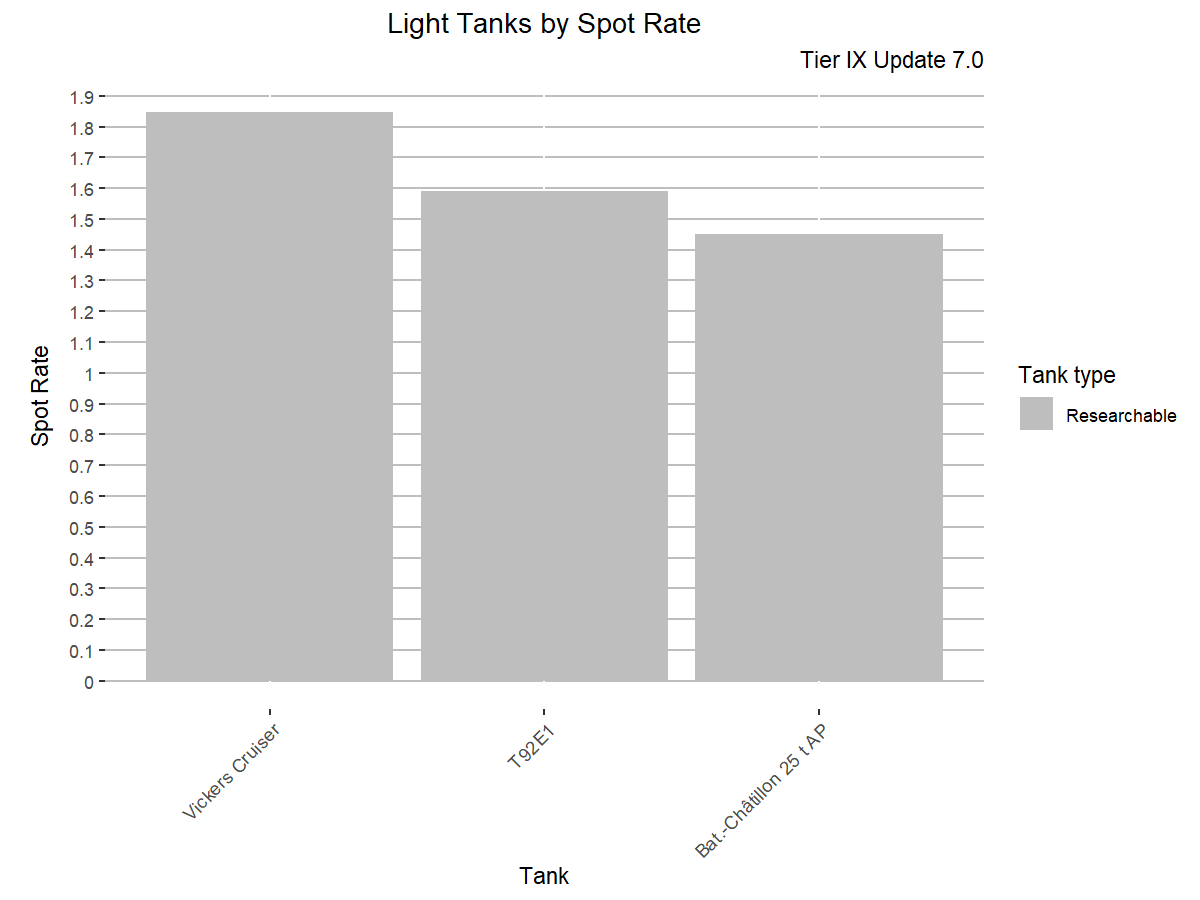 Light Tanks by Spot Rate
Tier IX Update 7.0
Spot Rate
1.9
1.8
1.7
1.6
1.5
1.4
1.3
1.2
1.1
1
0.9
0.8
0.7
0.6
0.5
0.4
0.3
0.2
0.1
0
Vickers Cruiser
T92E1
Bat.-Châtillon 25 t AP
Tank
Tank type
Researchable